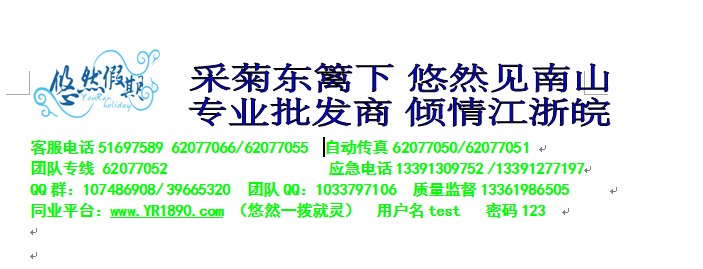 悠然假期
YouRan
holiday
采菊东篱下 悠然见南山
专业批发商 倾情江浙皖
客服电话 51697589 62077066/62077055 自动传真 62077050/62077051
团队专线 62077052 应急电话 13391309752 /13391277197
QQ 群：107486908/ 39665320 团队 QQ：1033797106 质量监督 13361986505
同业平台：www.YR1890.com （悠然一拨就灵） 用户名 test 密码 123